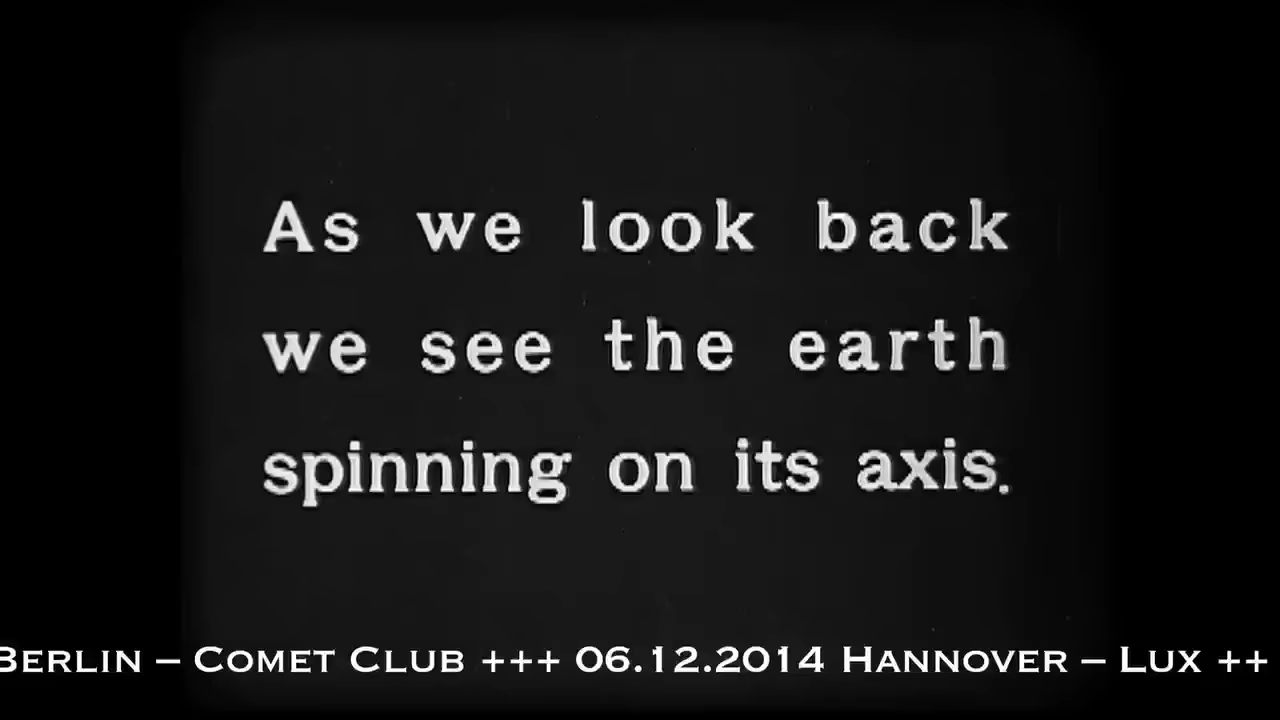 As we look back
we see the earth
spinning on its axis.
Berlin – Comet Club +++ 06.12.2014 Hannover – Lux ++